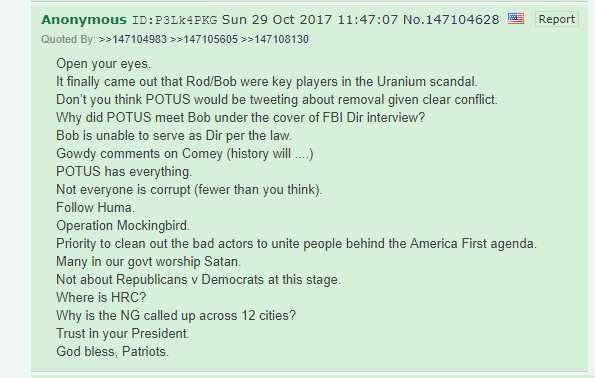 Anonymous ID:P3Lk4PKG Sun 29 Oct 2017 11:47:07 No.147104628 Report
Quoted By: >>147104983 >>147105605 >>147108130
Open your eyes.
It finally came out that Rod/Bob were key players in the Uranium scandal.
Don't you think POTUS would be tweeting about removal given clear conflict.
Why did POTUS meet Bob under the cover of FBI Dir interview?
Bob is unable to serve as Dir per the law.
Gowdy comments on Comey (history will ....)
POTUS has everything.
Not everyone is corrupt (fewer than you think).
Follow Huma.
Operation Mockingbird.
Priority to clean out the bad actors to unite people behind the America First agenda.
Many in our govt worship Satan.
Not about Republicans v Democrats at this stage.
Where is HRC?
Why is the NG called up across 12 cities?
Trust in your President.
God bless, Patriots.